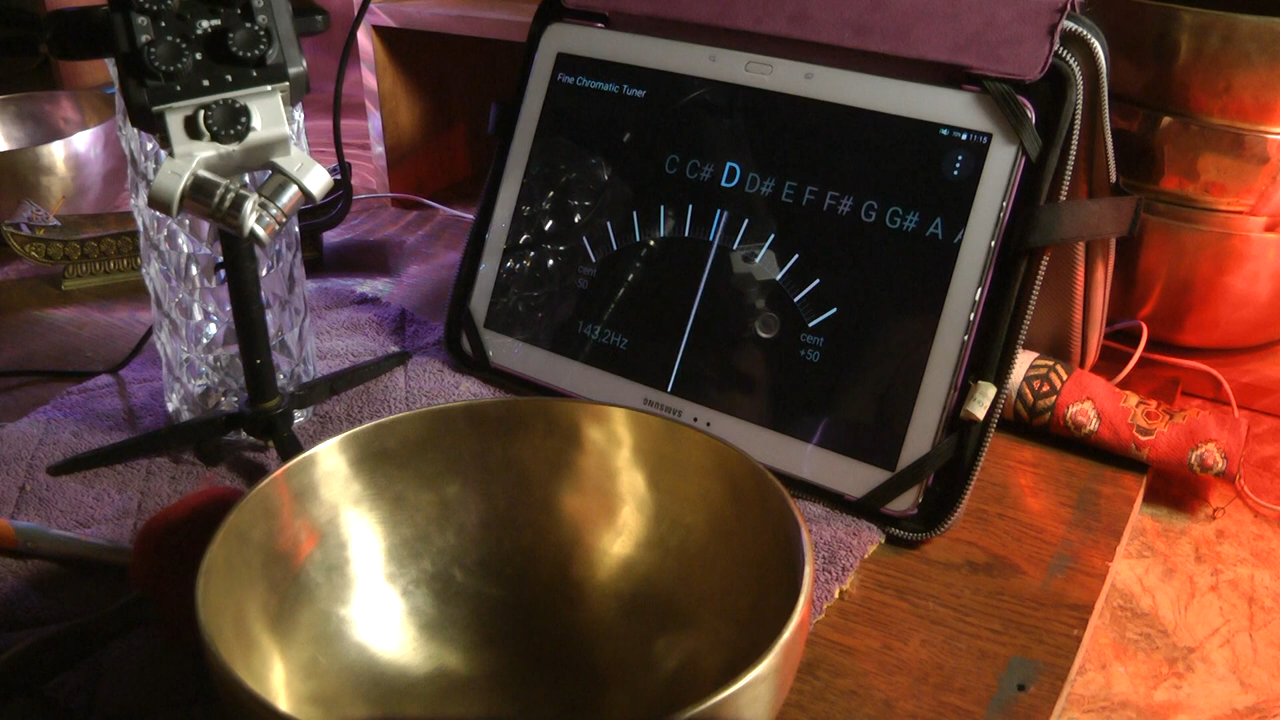 Fine Chromatic Tuner
11:15
C C# D D# E F F# G G# A
cent
-50
cent
+50
143,2Hz
SAMSUNG